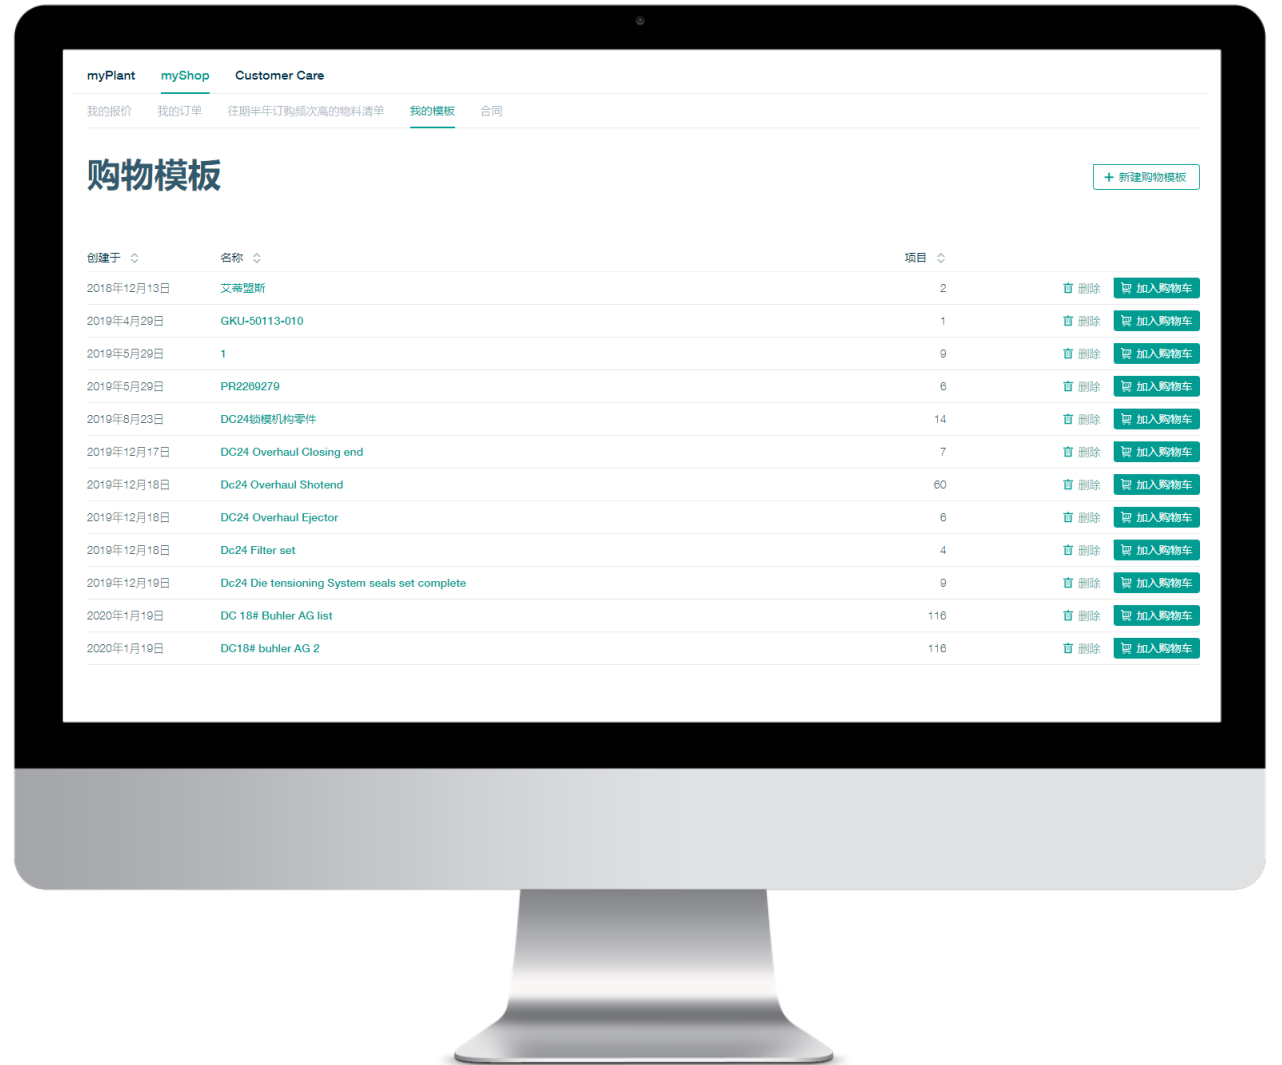 myPlant myShop Customer Care
我的报价 我的订单 往期半年订购频次高的物料清单 我的模板 合同
购物模板 + 新建购物模板
创建于 名称 项目
2018年12月13日 艾蒂盟斯 2 删除 加入购物车
2019年4月29日 GKU-50113-010 1 删除 加入购物车
2019年5月29日 1 9 删除 加入购物车
2019年5月29日 PR2269279 6 删除 加入购物车
2019年8月23日 DC24锁模机构零件 14 删除 加入购物车
2019年12月17日 DC24 Overhaul Closing end 7 删除 加入购物车
2019年12月18日 Dc24 Overhaul Shotend 60 删除 加入购物车
2019年12月18日 DC24 Overhaul Ejector 6 删除 加入购物车
2019年12月18日 Dc24 Filter set 4 删除 加入购物车
2019年12月19日 Dc24 Die tensioning System seals set complete 9 删除 加入购物车
2020年1月19日 DC 18# Buhler AG list 116 删除 加入购物车
2020年1月19日 DC18# buhler AG 2 116 删除 加入购物车